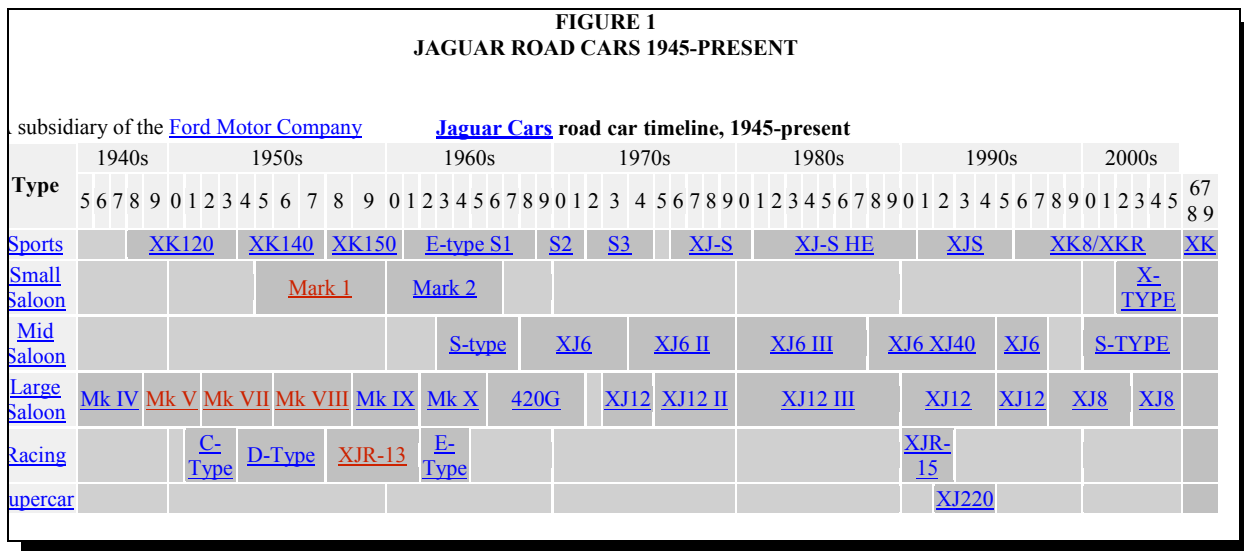 FIGURE 1
JAGUAR ROAD CARS 1945-PRESENT
subsidiary of the Ford Motor Company Jaguar Cars road car timeline, 1945-present
Type 1940s 1950s 1960s 1970s 1980s 1990s 2000s
5 6 7 8 9 0 1 2 3 4 5 6 7 8 9 0 1 2 3 4 5 6 7 8 9 0 1 2 3 4 5 6 7 8 9 0 1 2 3 4 5 6 7 8 9 0 1 2 3 4 5 6 7 8 9 0 1 2 3 4 5 67
8 9
Sports XK120 XK140 XK150 E-type S1 S2 S3 XJ-S XJ-S HE XJS XK8/XKR XK
Small
Saloon Mark 1 Mark 2 X-
TYPE
Mid
Saloon S-type XJ6 XJ6 II XJ6 III XJ6 XJ40 XJ6 S-TYPE
Large
Saloon Mk IV Mk V Mk VII Mk VIII Mk IX Mk X 420G XJ12 XJ12 II XJ12 III XJ12 XJ12 XJ8 XJ8
Racing C-
Type D-Type XJR-13 E-
Type XJR-
15
upercar XJ220